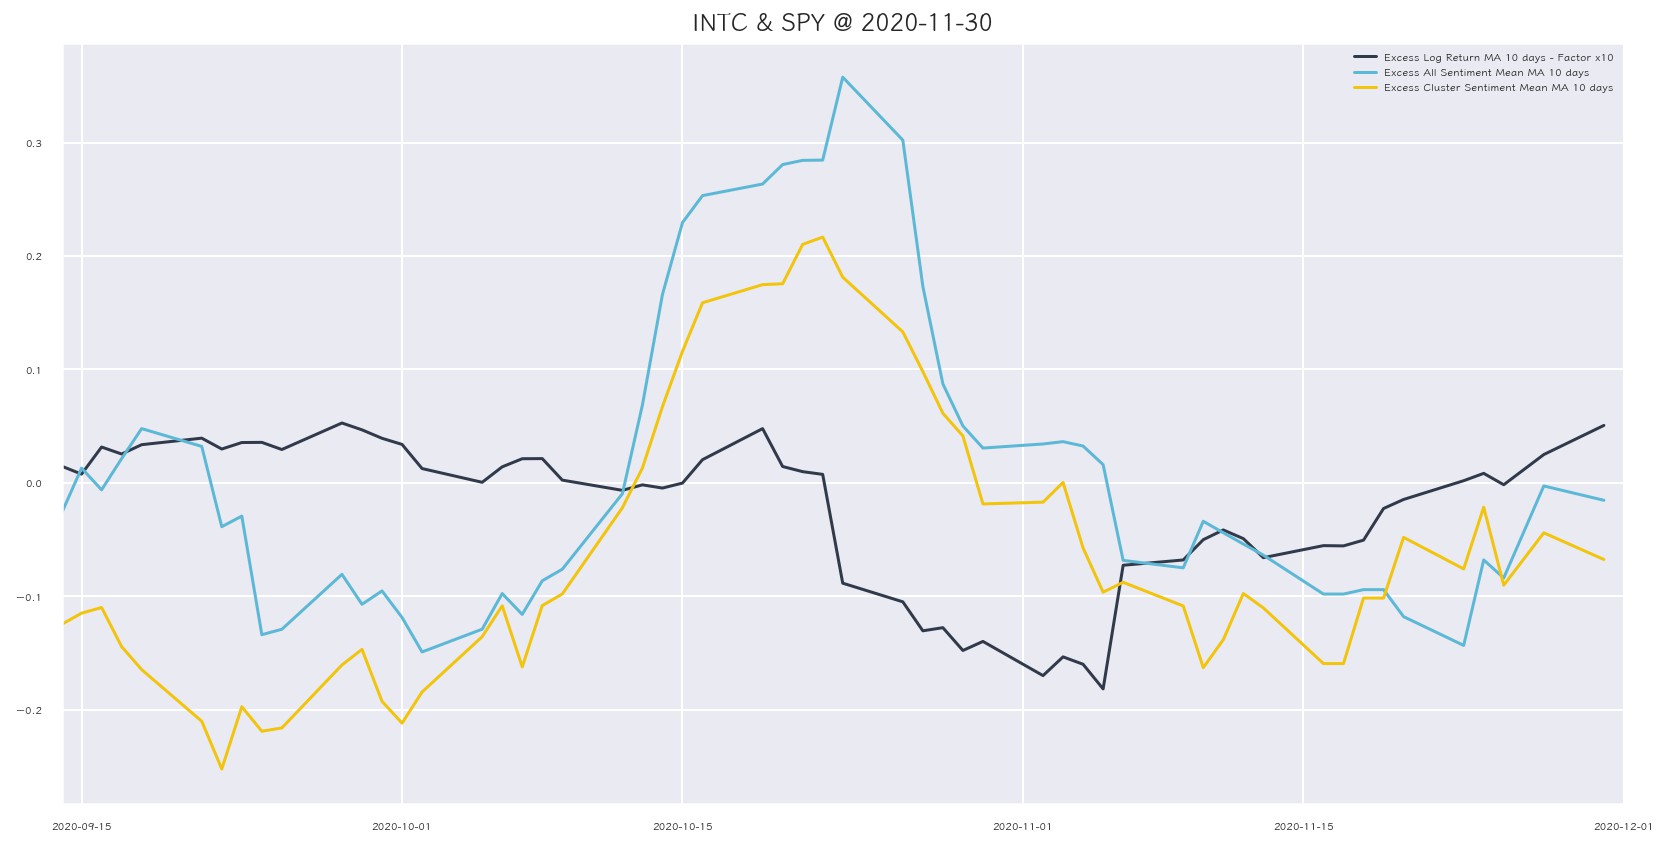 INTC & SPY @ 2020-11-30
Excess Log Return MA 10 days - Factor x10
Excess All Sentiment Mean MA 10 days
Excess Cluster Sentiment Mean MA 10 days
0.3
0.2
0.1
0.0
−0.1
−0.2
2020-09-15 2020-10-01 2020-10-15 2020-11-01 2020-11-15 2020-12-01